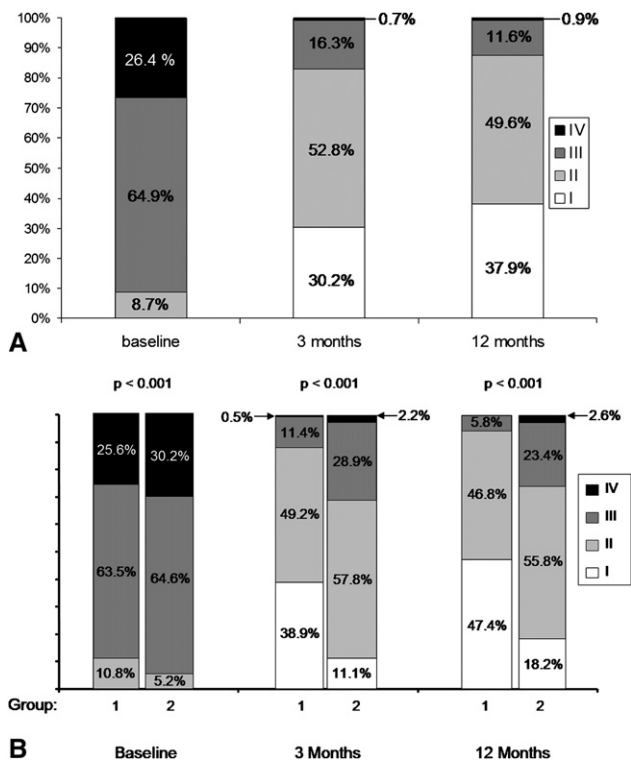 100%
90%
80%
70%
60%
50%
40%
30%
20%
10%
0%
26.4 %
64.9%
8.7%
0.7%
16.3%
52.8%
30.2%
0.9%
11.6%
49.6%
37.9%
IV
III
II
I
A
baseline 3 months 12 months
p < 0.001 p < 0.001 p < 0.001
25.6% 30.2%
63.5% 64.6%
10.8% 5.2%
0.5% 2.2%
11.4% 28.9%
49.2% 57.8%
38.9% 11.1%
2.6%
5.8% 23.4%
46.8% 55.8%
47.4% 18.2%
IV
III
II
I
Group: 1 2 1 2 1 2
B
Baseline 3 Months 12 Months